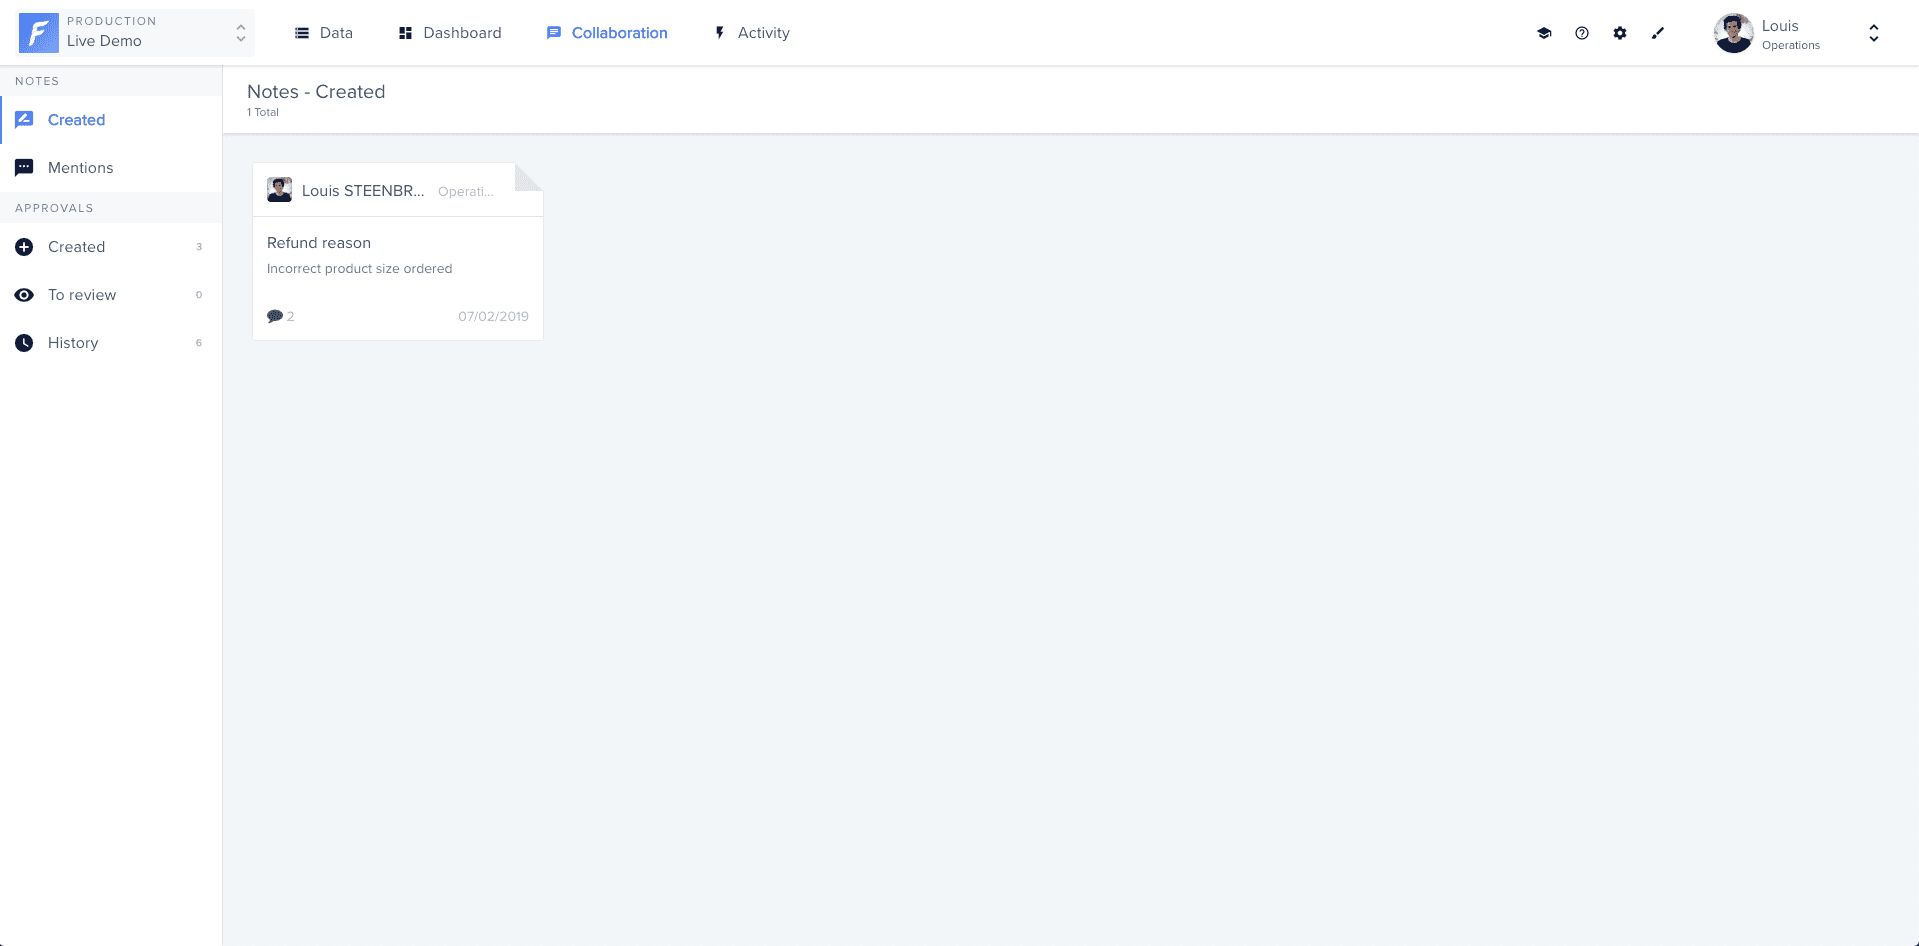 PRODUCTION
Live Demo
Data
Dashboard
Collaboration
Activity
Louis
Operations
NOTES
Created
Mentions
APPROVALS
Created 3
To review 0
History 6
Notes - Created
1 Total
Louis STEENBR... Operati...
Refund reason
Incorrect product size ordered
2 07/02/2019